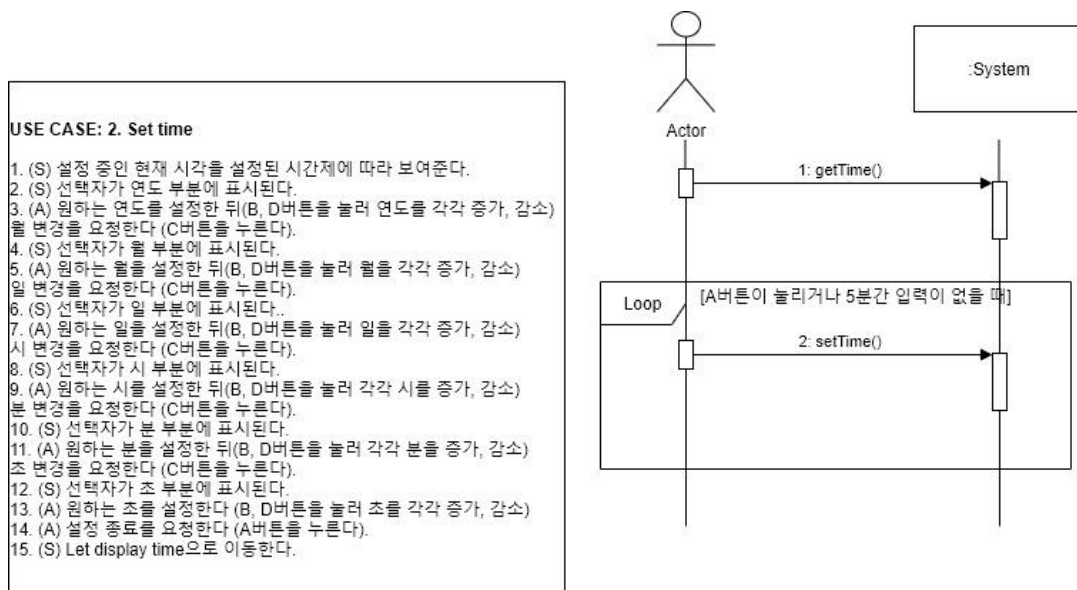 USE CASE: 2. Set time
1. (S) 설정 중인 현재 시각을 설정된 시간제에 따라 보여준다.
2. (S) 선택자가 연도 부분에 표시된다.
3. (A) 원하는 연도를 설정한 뒤(B, D버튼을 눌러 연도를 각각 증가, 감소)
월 변경을 요청한다 (C버튼을 누른다).
4. (S) 선택자가 월 부분에 표시된다.
5. (A) 원하는 월을 설정한 뒤(B, D버튼을 눌러 월을 각각 증가, 감소)
일 변경을 요청한다 (C버튼을 누른다).
6. (S) 선택자가 일 부분에 표시된다..
7. (A) 원하는 일을 설정한 뒤(B, D버튼을 눌러 일을 각각 증가, 감소)
시 변경을 요청한다 (C버튼을 누른다).
8. (S) 선택자가 시 부분에 표시된다.
9. (A) 원하는 시를 설정한 뒤(B, D버튼을 눌러 각각 시를 증가, 감소)
분 변경을 요청한다 (C버튼을 누른다).
10. (S) 선택자가 분 부분에 표시된다.
11. (A) 원하는 분을 설정한 뒤(B, D버튼을 눌러 각각 분을 증가, 감소)
초 변경을 요청한다 (C버튼을 누른다).
12. (S) 선택자가 초 부분에 표시된다.
13. (A) 원하는 초를 설정한다 (B, D버튼을 눌러 초를 각각 증가, 감소)
14. (A) 설정 종료를 요청한다 (A버튼을 누른다).
15. (S) Let display time으로 이동한다.
Actor
:System
1: getTime()
Loop
[A버튼이 눌리거나 5분간 입력이 없을 때]
2: setTime()